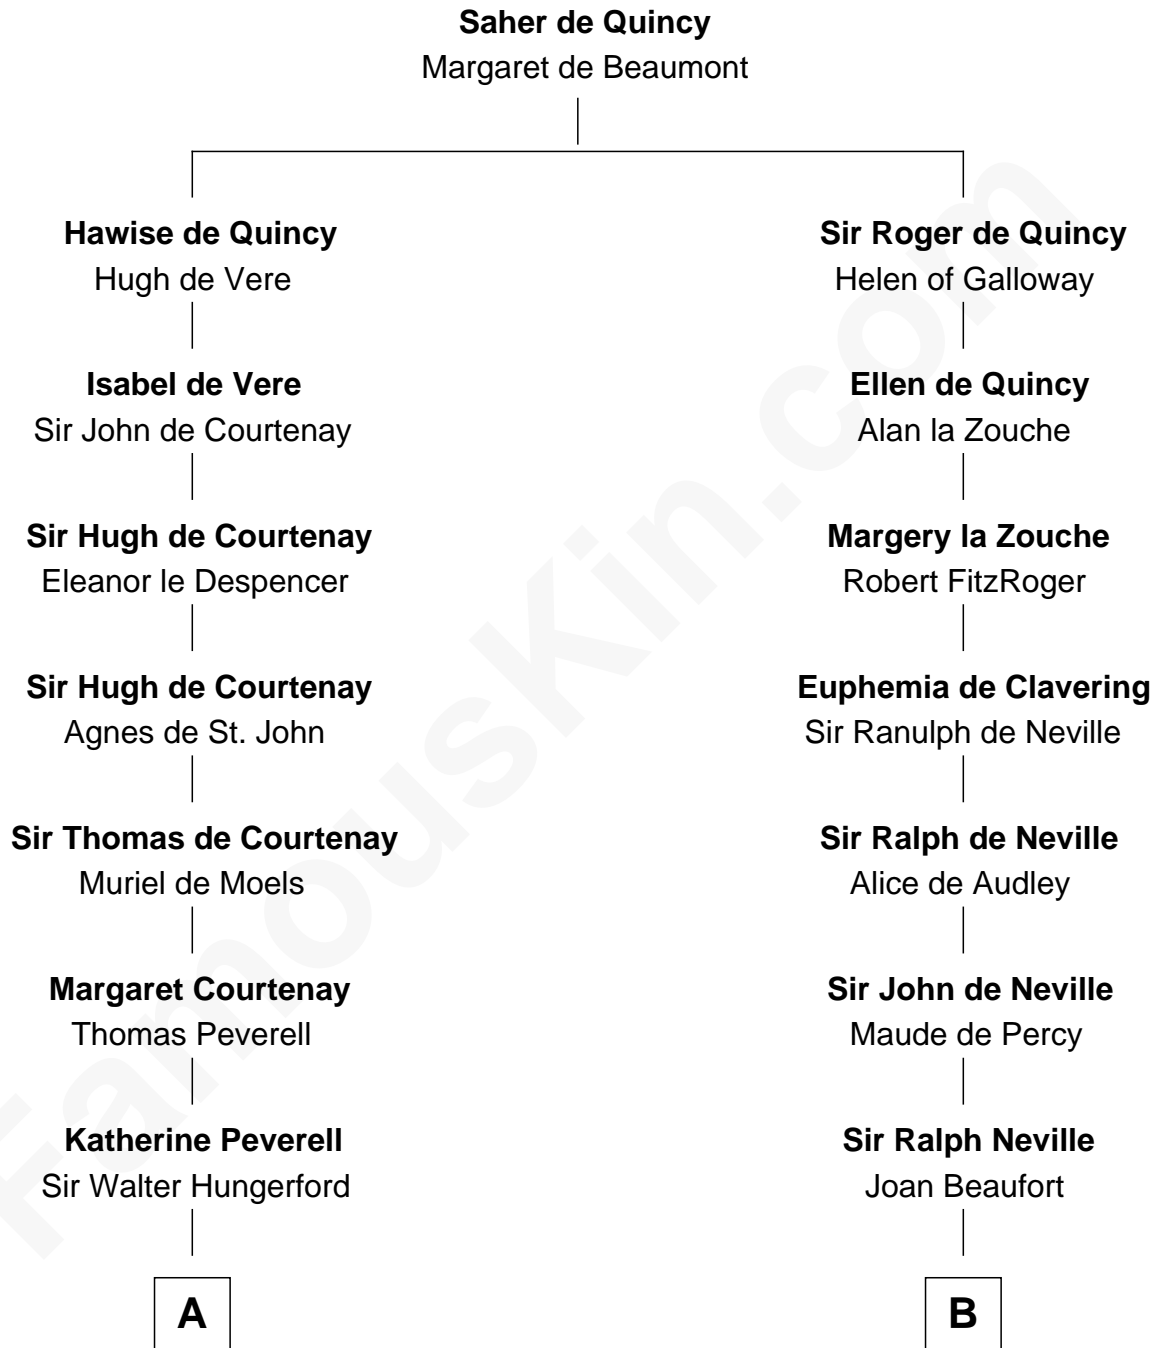 Saher de Quincy
Margaret de Beaumont
Hawise de Quincy
Hugh de Vere
Sir Roger de Quincy
Helen of Galloway
Isabel de Vere
Sir John de Courtenay
Ellen de Quincy
Alan la Zouche
Sir Hugh de Courtenay
Eleanor le Despencer
Margery la Zouche
Robert FitzRoger
Sir Hugh de Courtenay
Agnes de St. John
Euphemia de Clavering
Sir Ranulph de Neville
Sir Thomas de Courtenay
Muriel de Moels
Sir Ralph de Neville
Alice de Audley
Margaret Courtenay
Thomas Peverell
Sir John de Neville
Maude de Percy
Katherine Peverell
Sir Walter Hungerford
Sir Ralph Neville
Joan Beaufort
A
B
FamousKin.com